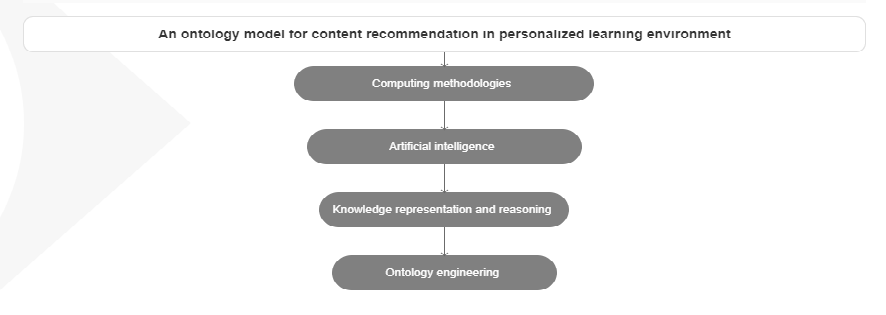 An ontology model for content recommendation in personalized learning environment
Computing methodologies
Artificial intelligence
Knowledge representation and reasoning
Ontology engineering